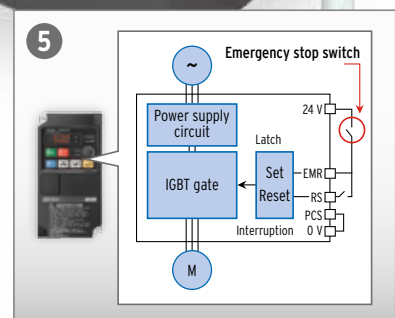 5
Emergency stop switch
~
24 V
Power supply
circuit
Latch
IGBT gate
Set
Reset
EMR
RS
PCS
Interruption
0 V
M